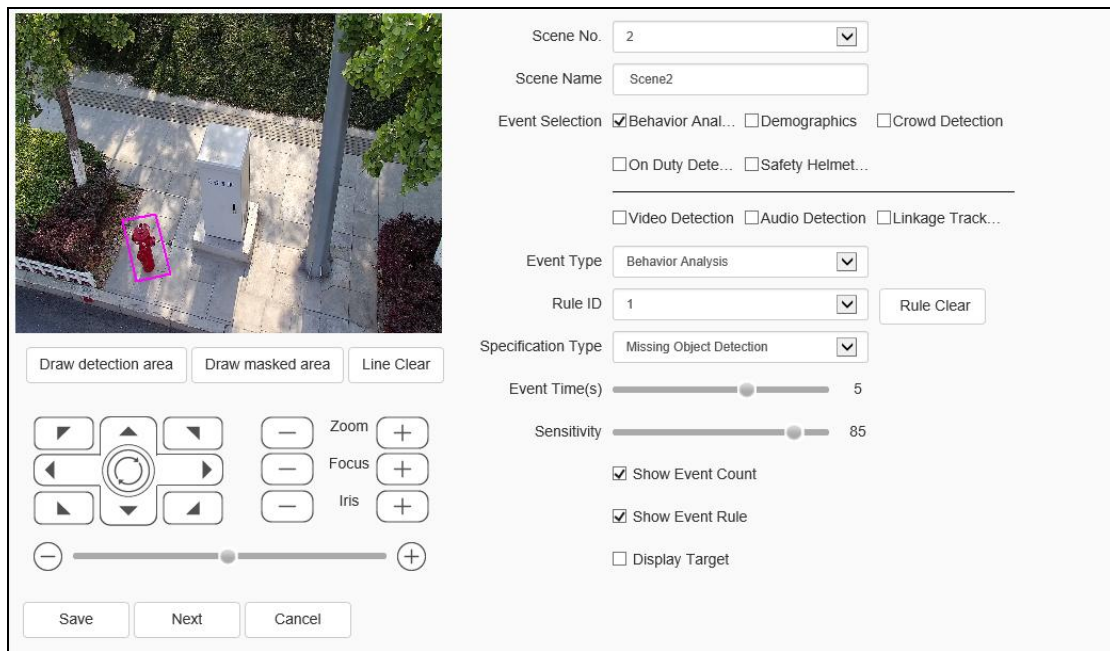 Scene No. 2
Scene Name Scene2
Event Selection Behavior Anal... Demographics Crowd Detection
On Duty Dete... Safety Helmet...
Video Detection Audio Detection Linkage Track...
Event Type Behavior Analysis
Rule ID 1 Rule Clear
Specification Type Missing Object Detection
Event Time(s) 5
Sensitivity 85
Show Event Count
Show Event Rule
Display Target
Draw detection area Draw masked area Line Clear
Zoom
Focus
Iris
Save Next Cancel